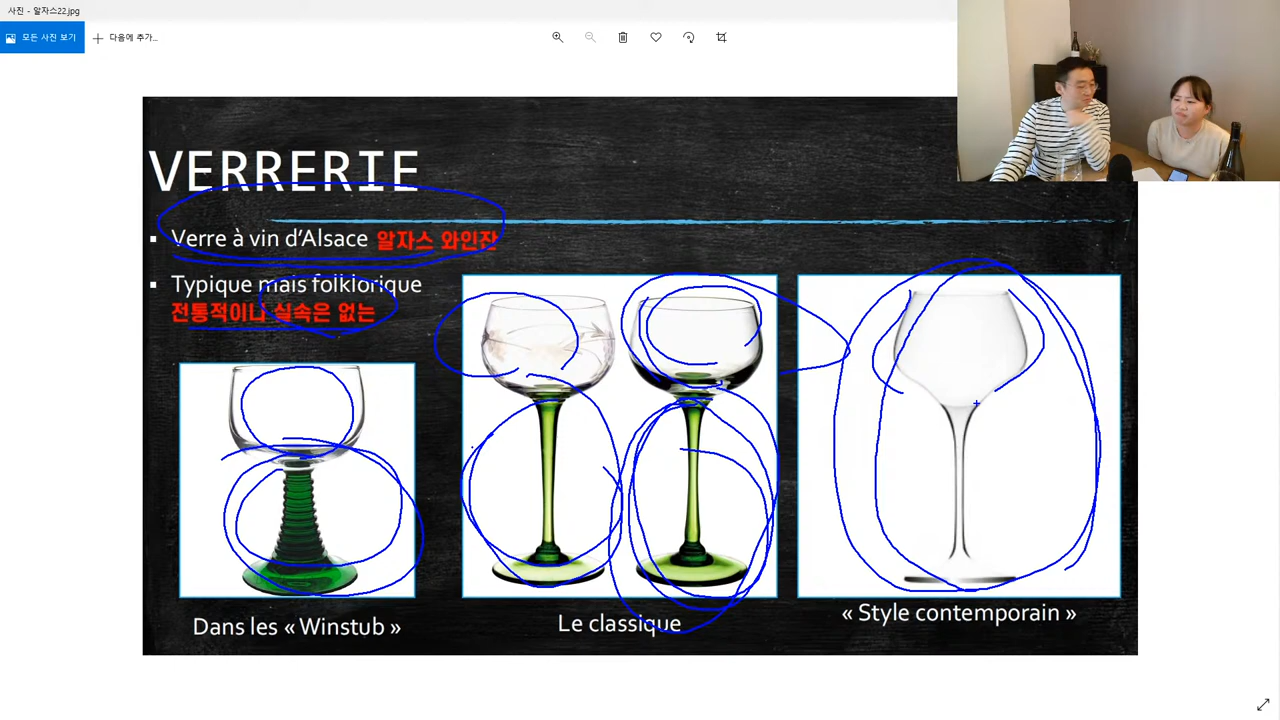 사진 - 알자스22.jpg
모든 사진 보기
다음에 추가...
VERRERIE
Verre à vin d'Alsace 알자스 와인잔
Typique mais folklorique
전통적이나 실속은 없는
Dans les « Winstub »
Le classique
« Style contemporain »